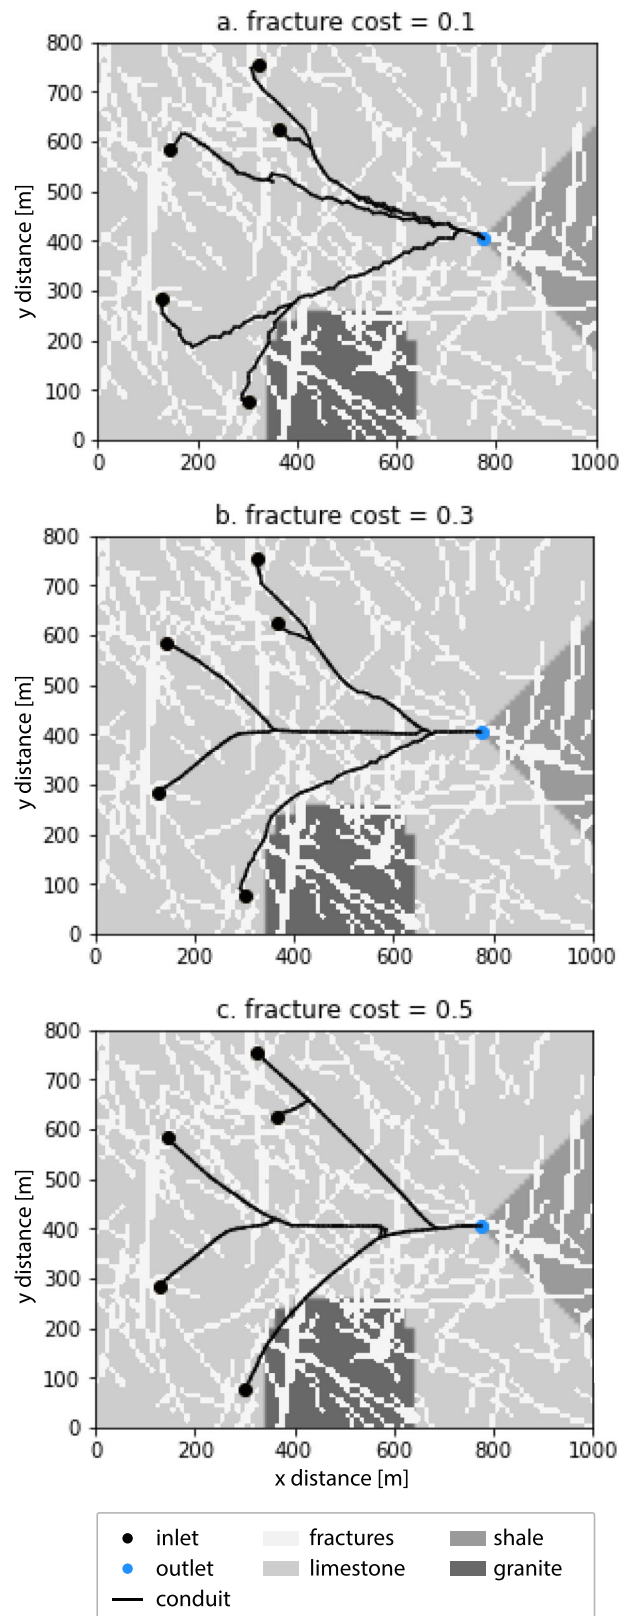 a. fracture cost = 0.1
800
700
600
500
400
300
200
100
0
y distance [m]
0 200 400 600 800 1000
b. fracture cost = 0.3
800
700
600
500
400
300
200
100
0
y distance [m]
0 200 400 600 800 1000
c. fracture cost = 0.5
800
700
600
500
400
300
200
100
0
y distance [m]
0 200 400 600 800 1000
x distance [m]
inlet fractures shale
outlet limestone granite
conduit